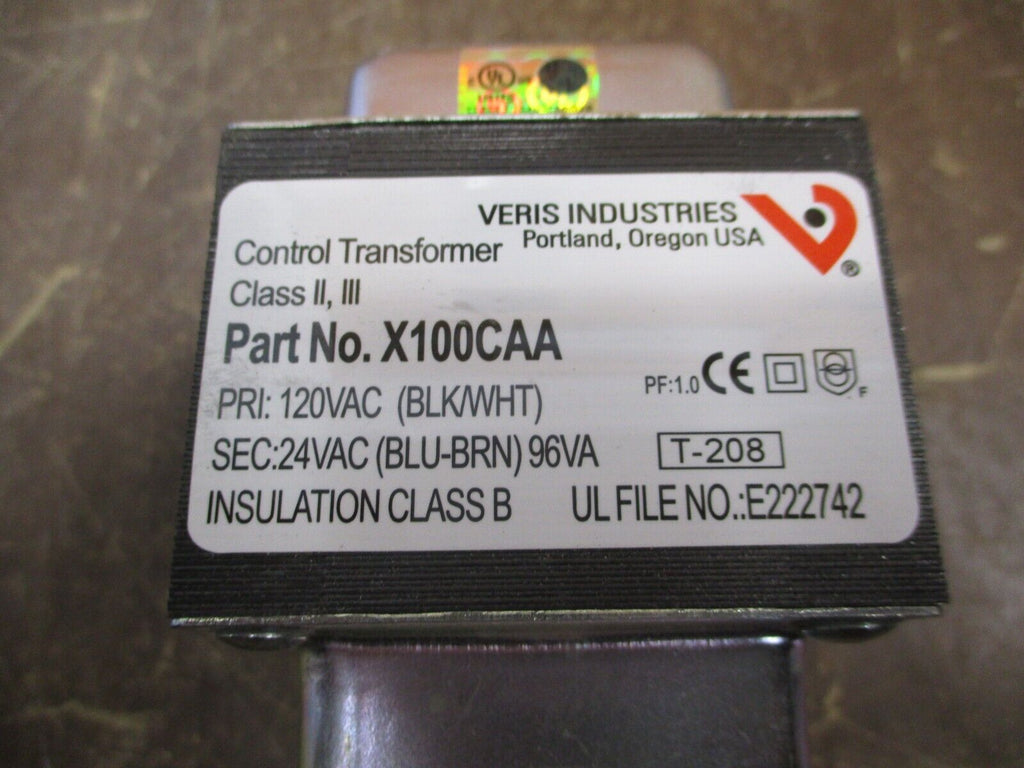 VERIS INDUSTRIES
Portland, Oregon USA
®
Control Transformer
Class II, III
Part No. X100CAA
PRI: 120VAC (BLK/WHT)
PF:1.0 CE
F
SEC:24VAC (BLU-BRN) 96VA
T-208
INSULATION CLASS B
UL FILE NO.:E222742